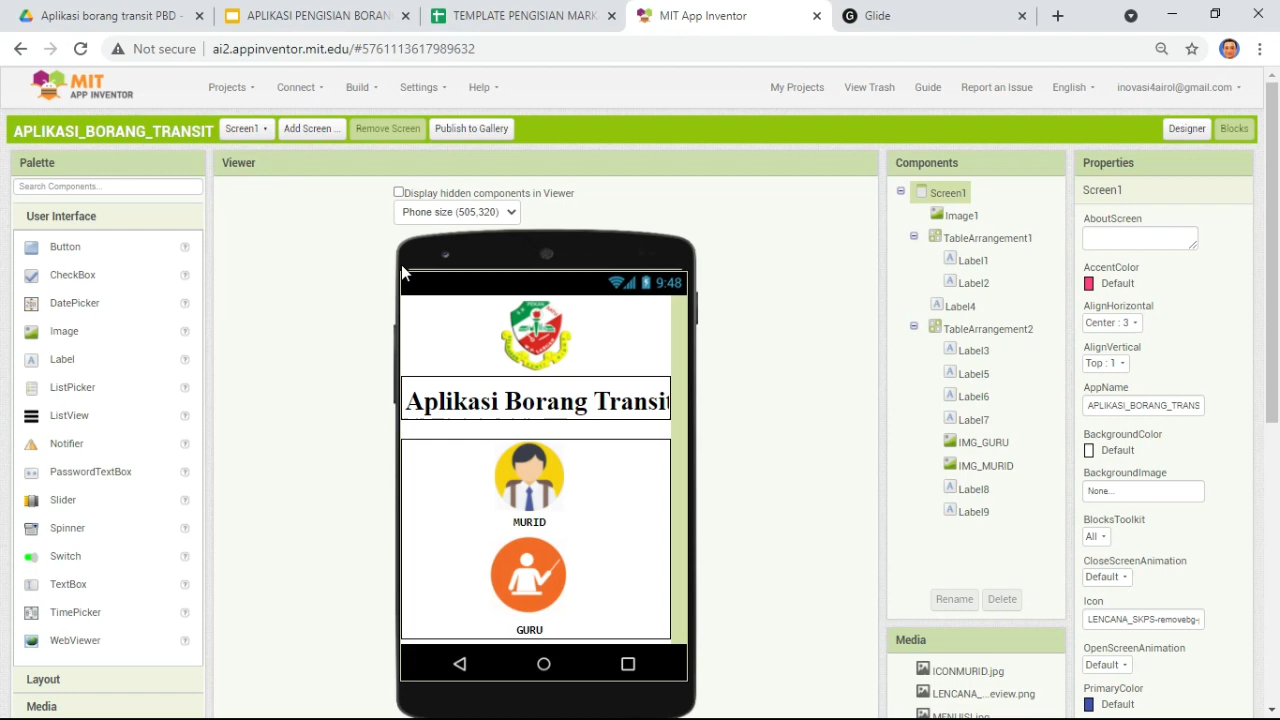 Aplikasi borang transit PBD -
APLIKASI PENGISIAN BORAN
TEMPLATE PENGISIAN MARK
MIT App Inventor
Glide
Not secure
ai2.appinventor.mit.edu/#5761113617989632
MIT
APP INVENTOR
Projects
Connect
Build
Settings
Help
My Projects
View Trash
Guide
Report an Issue
English
inovasi4airol@gmail.com
APLIKASI_BORANG_TRANSIT
Screen1
Add Screen ...
Remove Screen
Publish to Gallery
Designer
Blocks
Palette
Search Components...
User Interface
Button
CheckBox
DatePicker
Image
Label
ListPicker
ListView
Notifier
PasswordTextBox
Slider
Spinner
Switch
TextBox
TimePicker
WebViewer
Layout
Media
Viewer
Display hidden components in Viewer
Phone size (505,320)
9:48
Aplikasi Borang Transit
MURID
GURU
Components
Screen1
Image1
TableArrangement1
Label1
Label2
Label4
TableArrangement2
Label3
Label5
Label6
Label7
IMG_GURU
IMG_MURID
Label8
Label9
Rename
Delete
Media
ICONMURID.jpg
LENCANA_...eview.png
MENUISI.jpg
Properties
Screen1
AboutScreen
AccentColor
Default
AlignHorizontal
Center : 3
AlignVertical
Top : 1
AppName
APLIKASI_BORANG_TRANS
BackgroundColor
Default
BackgroundImage
None...
BlocksToolkit
All
CloseScreenAnimation
Default
Icon
LENCANA_SKPS-removebg-
OpenScreenAnimation
Default
PrimaryColor
Default